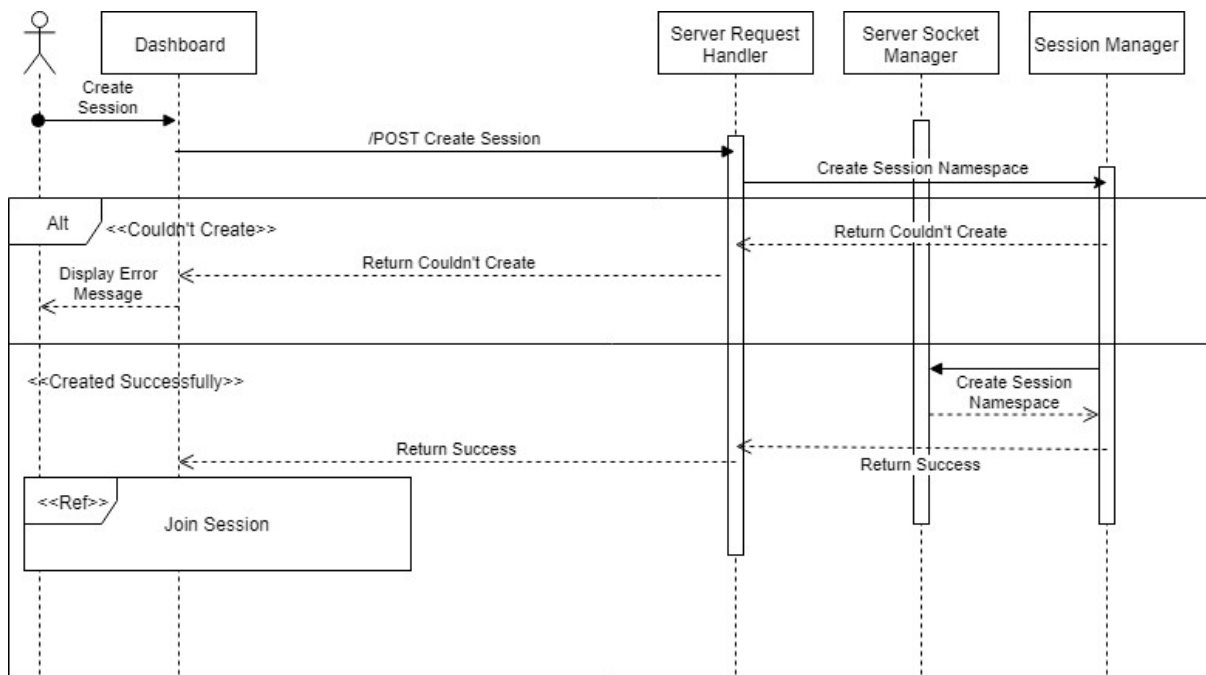 Dashboard
Server Request
Handler
Server Socket
Manager
Session Manager
Create
Session
/POST Create Session
Create Session Namespace
Alt
<<Couldn't Create>>
Return Couldn't Create
Return Couldn't Create
Display Error
Message
<<Created Successfully>>
Create Session
Namespace
Return Success
Return Success
<<Ref>>
Join Session